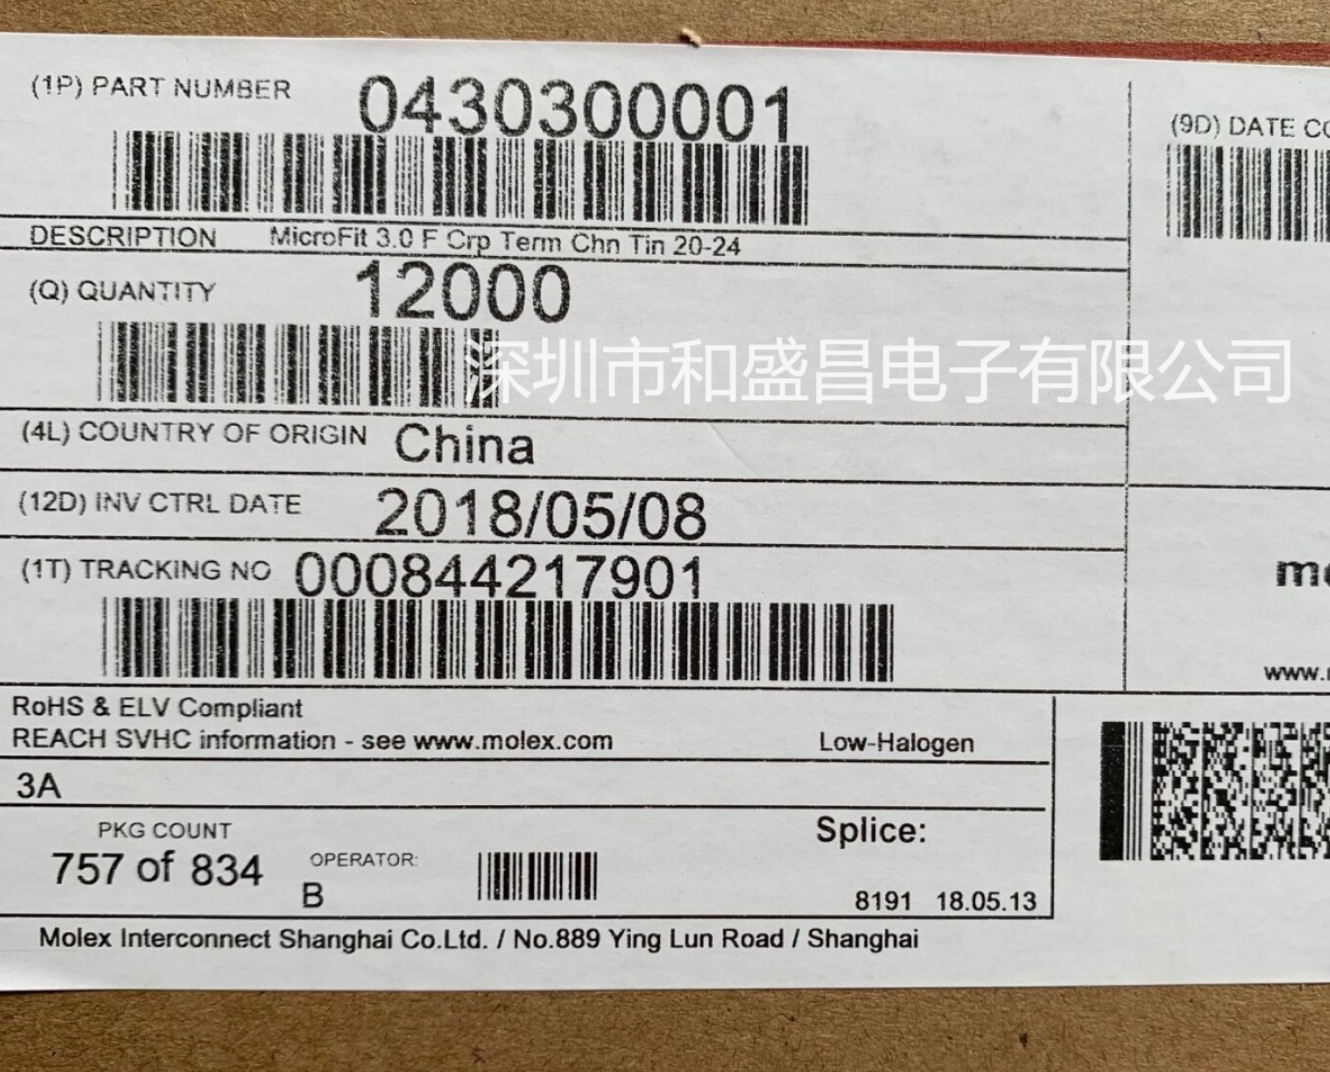 (1P) PART NUMBER 0430300001
(9D) DATE
DESCRIPTION MicroFit 3.0 F Crp Term Chn Tin 20-24
(Q) QUANTITY 12000
深圳市和盛昌电子有限公司
(4L) COUNTRY OF ORIGIN China
(12D) INV CTRL DATE 2018/05/08
(1T) TRACKING NO 000844217901
RoHS & ELV Compliant
REACH SVHC information - see www.molex.com Low-Halogen
3A
PKG COUNT
757 of 834
OPERATOR:
B
Splice:
8191 18.05.13
Molex Interconnect Shanghai Co.Ltd. / No.889 Ying Lun Road / Shanghai